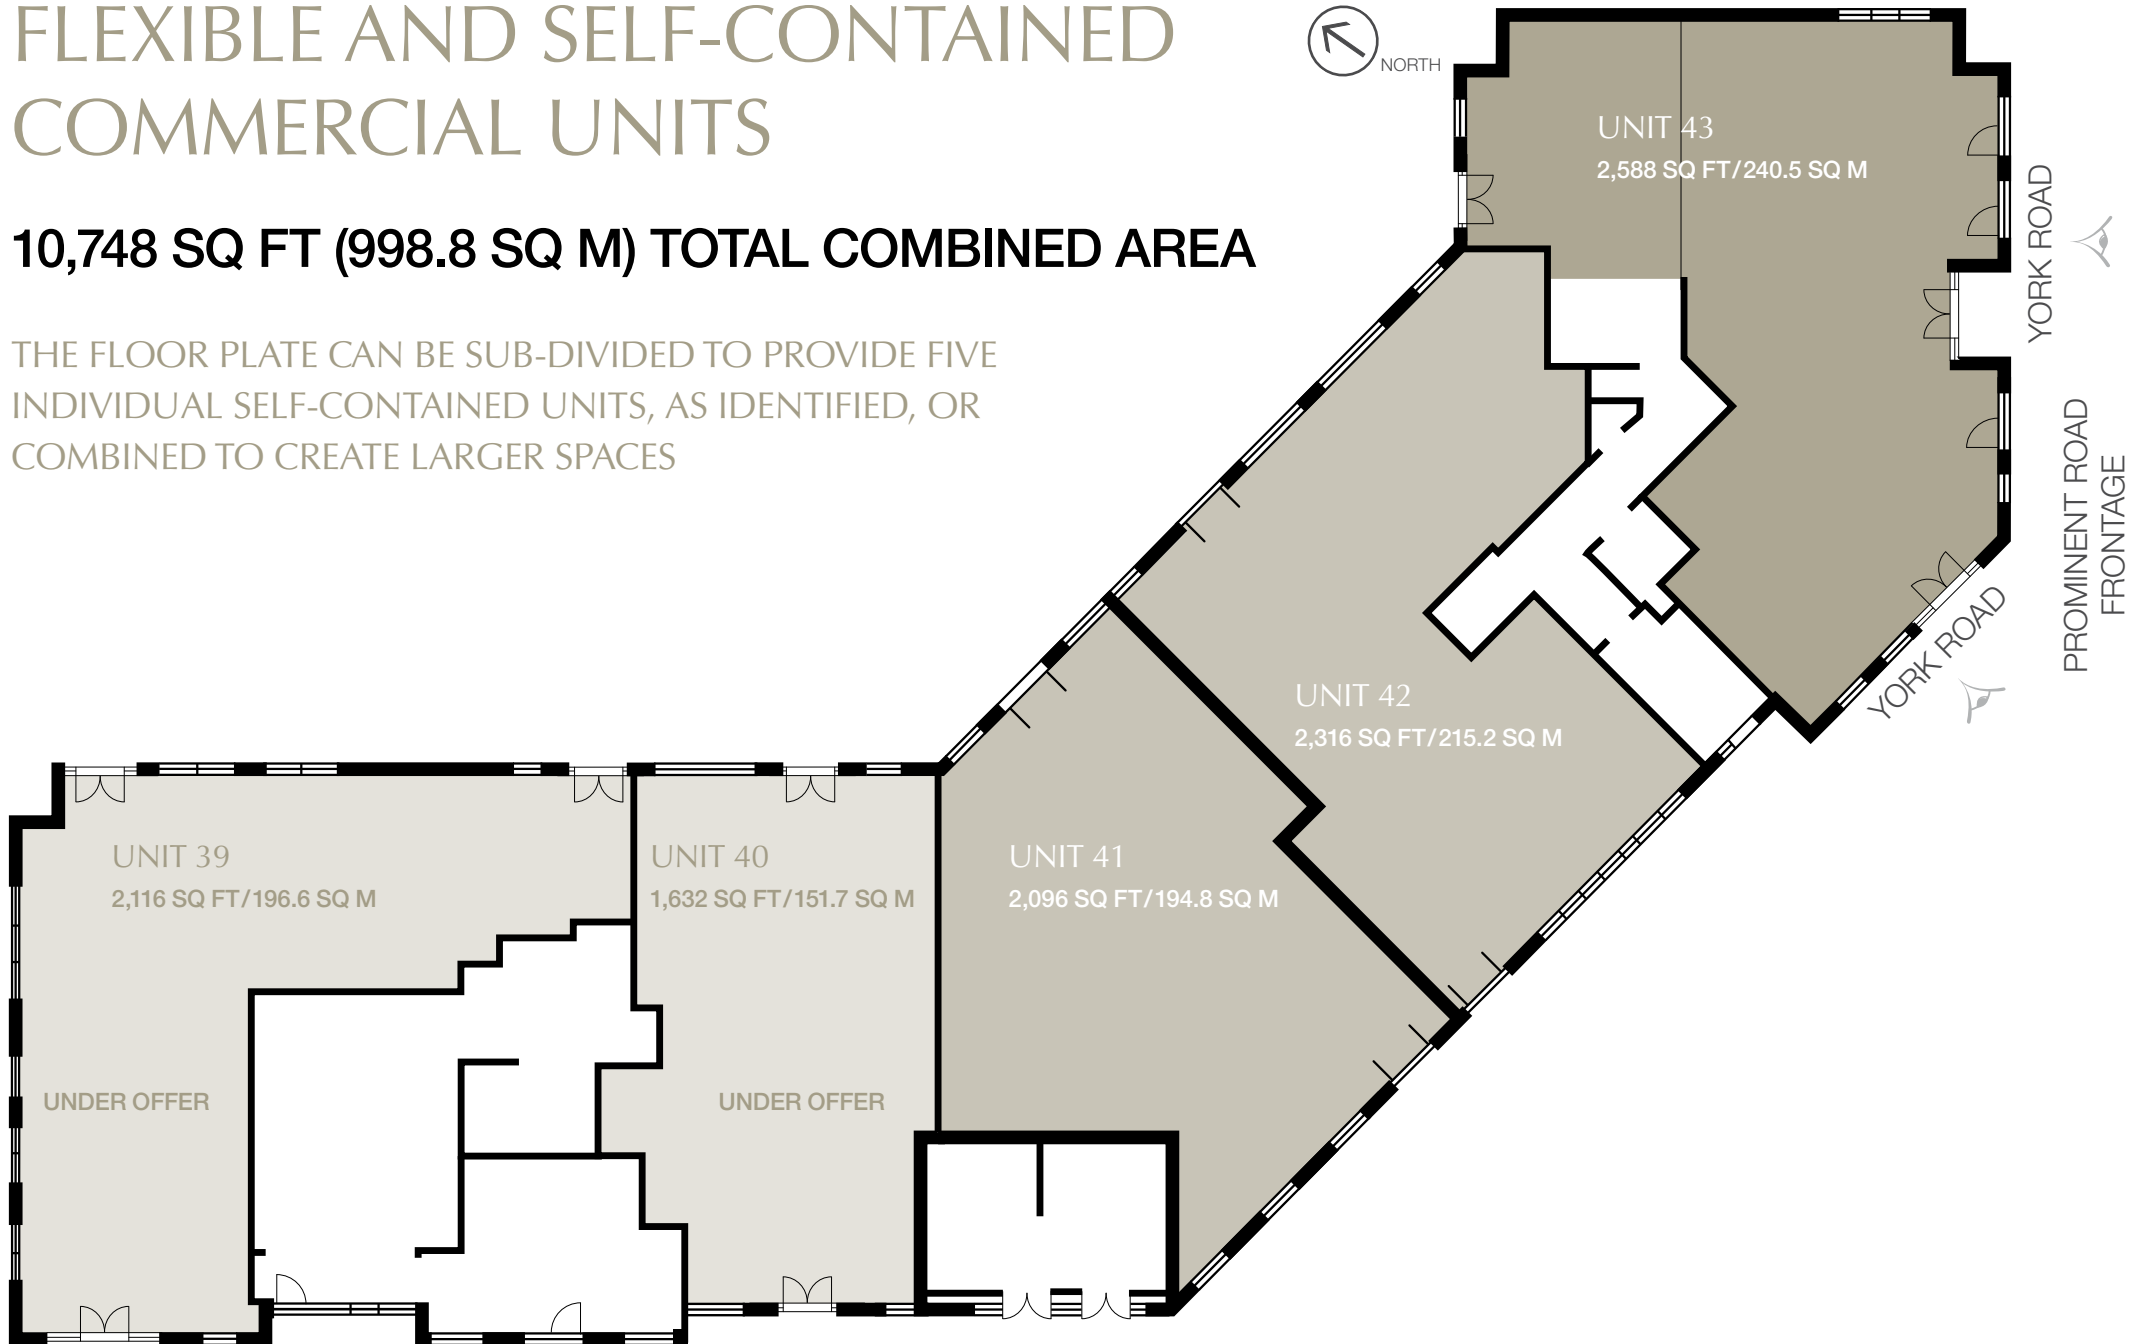 FLEXIBLE AND SELF-CONTAINED
COMMERCIAL UNITS
10,748 SQ FT (998.8 SQ M) TOTAL COMBINED AREA
THE FLOOR PLATE CAN BE SUB-DIVIDED TO PROVIDE FIVE
INDIVIDUAL SELF-CONTAINED UNITS, AS IDENTIFIED, OR
COMBINED TO CREATE LARGER SPACES
NORTH
UNIT 43
2,588 SQ FT/240.5 SQ M
YORK ROAD
PROMINENT ROAD
FRONTAGE
YORK ROAD
UNIT 42
2,316 SQ FT/215.2 SQ M
UNIT 39
2,116 SQ FT/196.6 SQ M
UNDER OFFER
UNIT 40
1,632 SQ FT/151.7 SQ M
UNDER OFFER
UNIT 41
2,096 SQ FT/194.8 SQ M